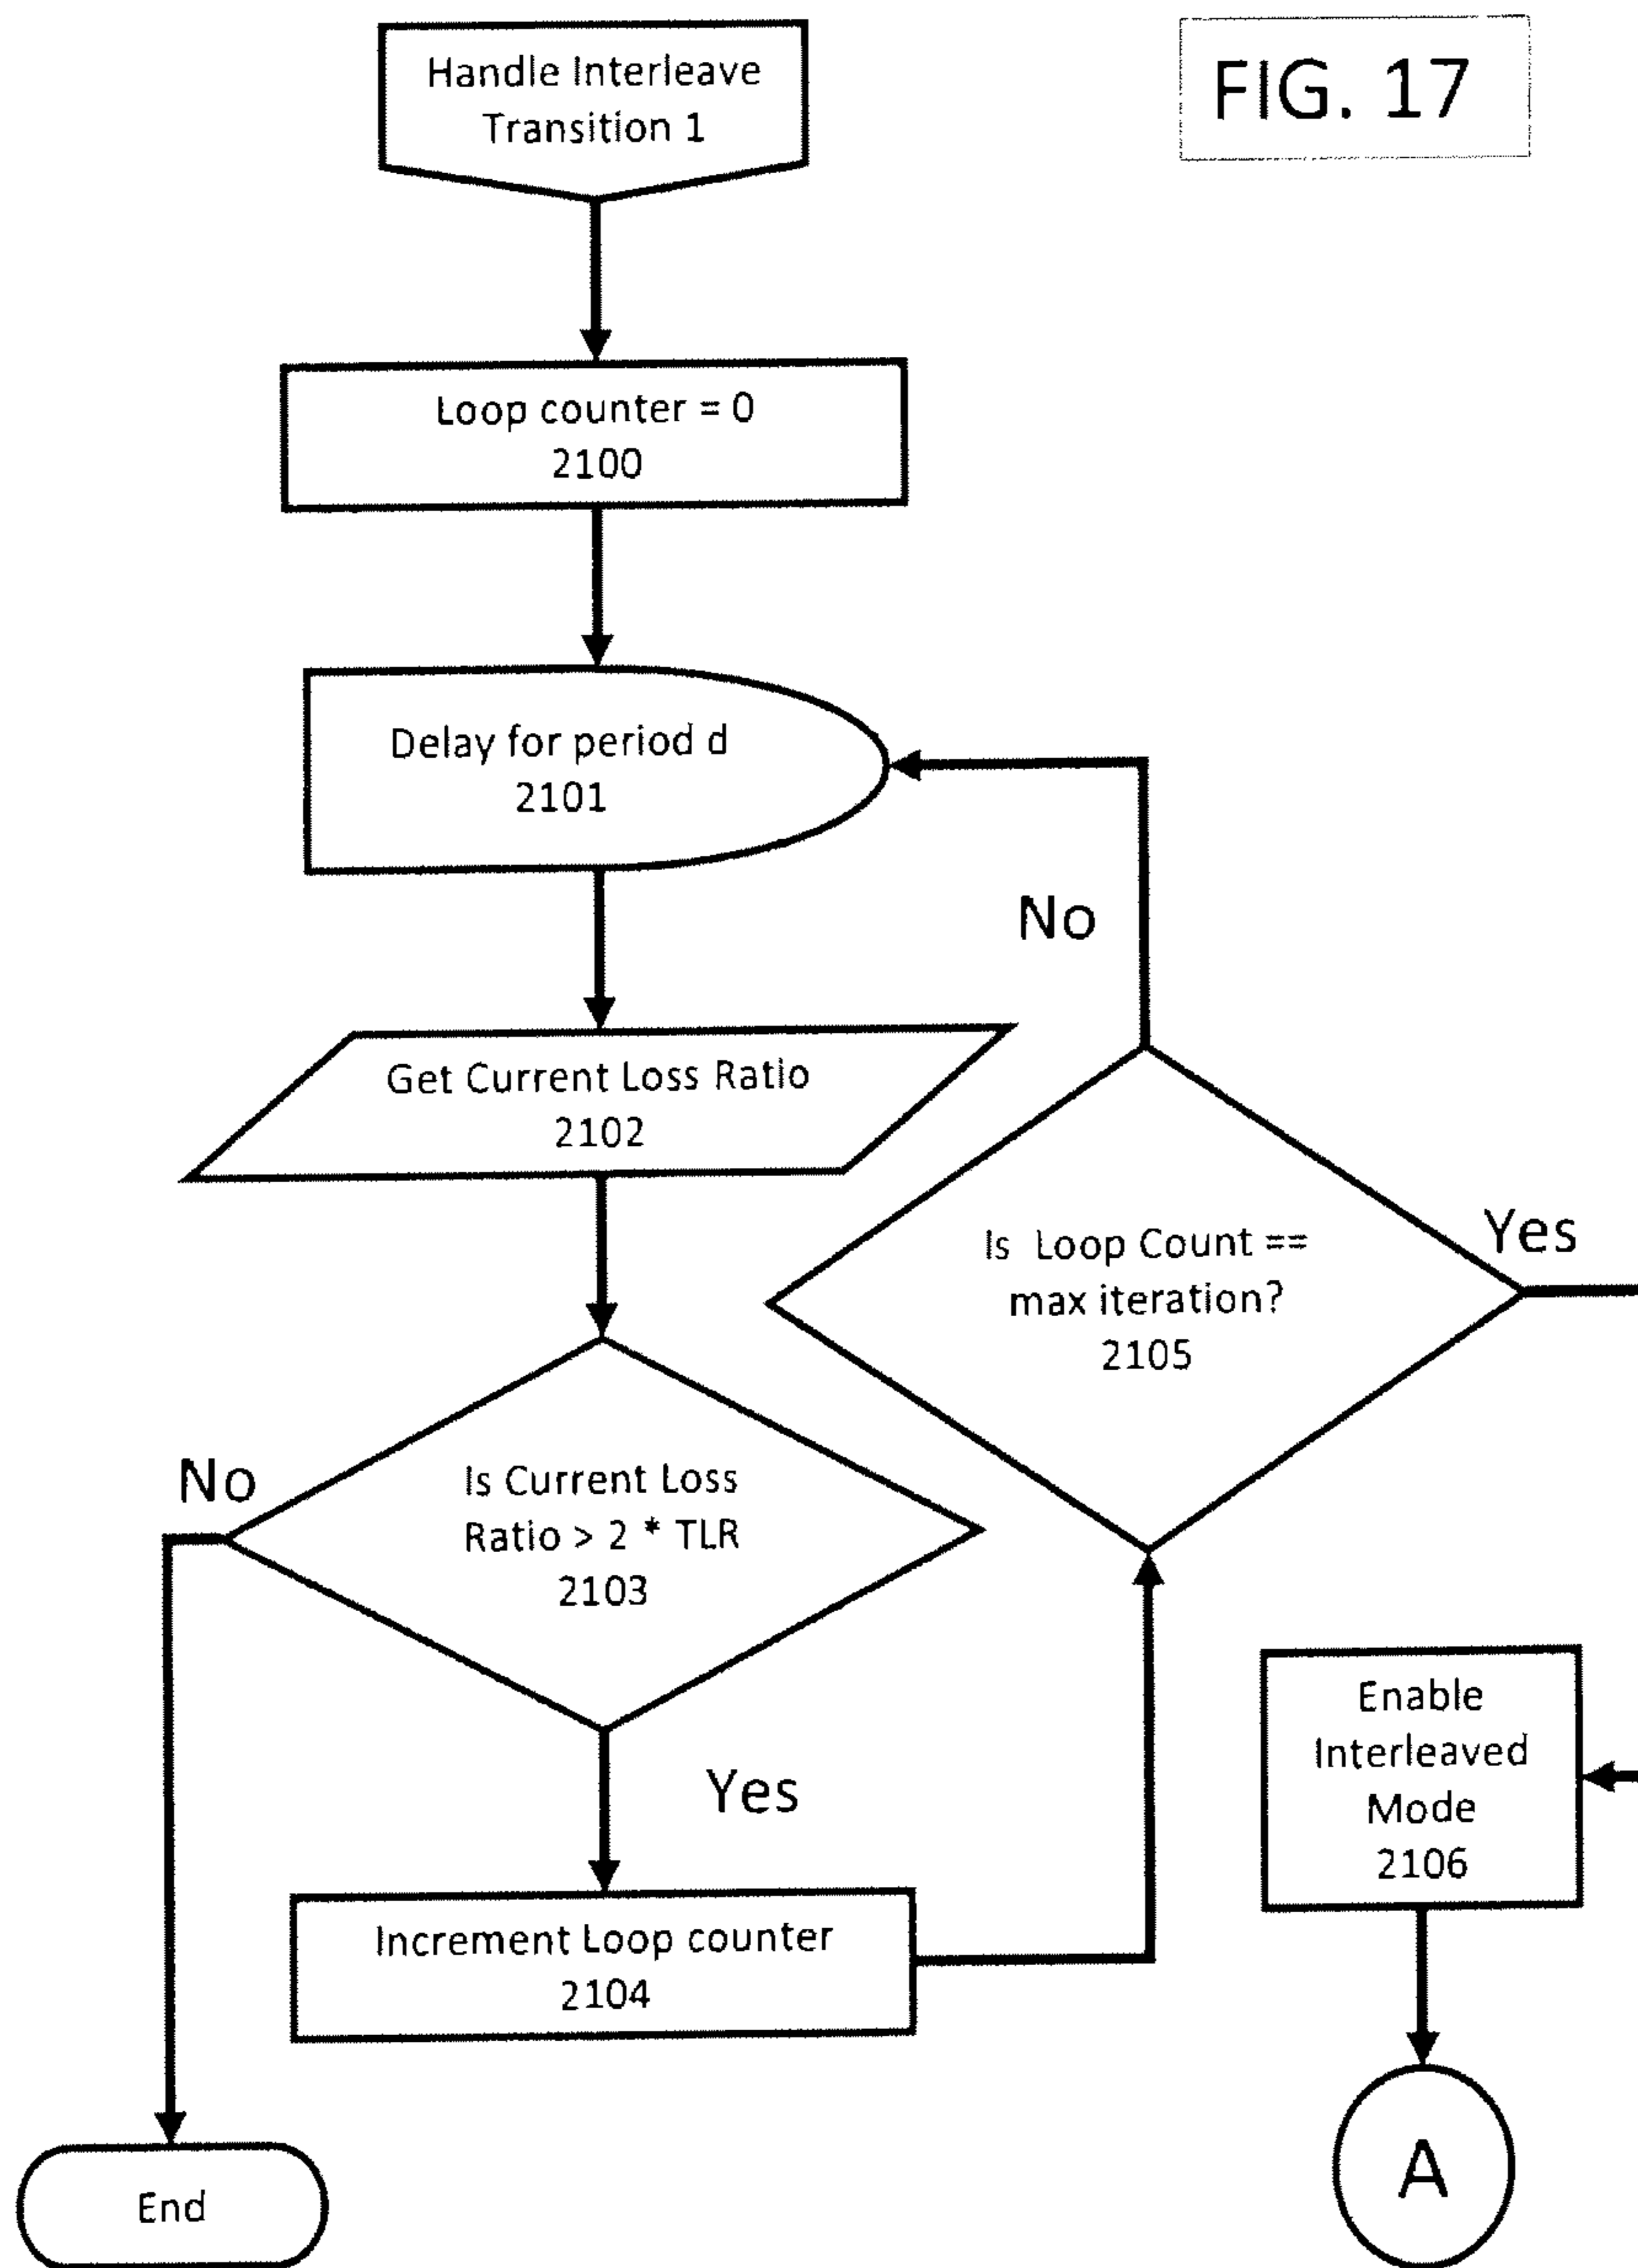 FIG. 17
Handle Interleave
Transition 1
Loop counter = 0
2100
Delay for period d
2101
No
Get Current Loss Ratio
2102
Is Loop Count ==
max iteration?
2105
Yes
Is Current Loss
Ratio > 2 * TLR
2103
No
Yes
Increment Loop counter
2104
Enable
Interleaved
Mode
2106
End
A